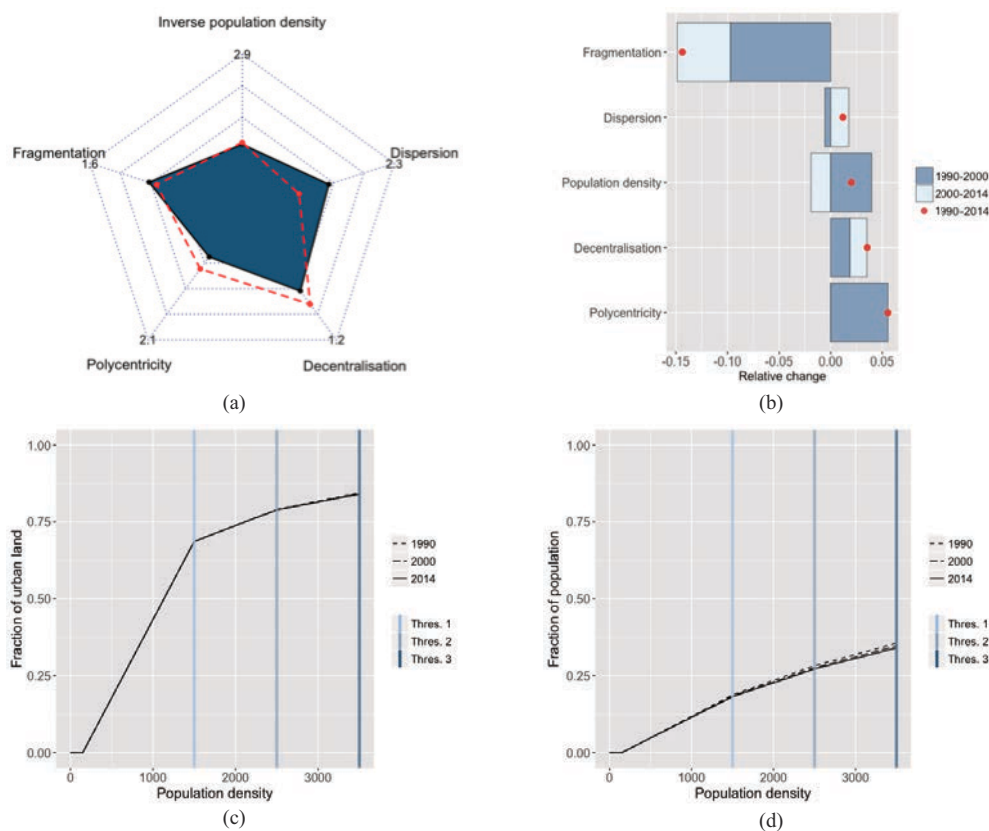 Inverse population density
2.9
Fragmentation
1.6
Dispersion
2.3
2.1
1.2
Polycentricity
Decentralisation
(a)
Fragmentation
Dispersion
Population density
Decentralisation
Polycentricity
-0.15
-0.10
-0.05
0.00
0.05
Relative change
1990-2000
2000-2014
1990-2014
(b)
1.00
0.75
0.50
0.25
0.00
Fraction of urban land
0
1000
2000
3000
Population density
1990
2000
2014
Thres. 1
Thres. 2
Thres. 3
(c)
1.00
0.75
0.50
0.25
0.00
Fraction of population
0
1000
2000
3000
Population density
1990
2000
2014
Thres. 1
Thres. 2
Thres. 3
(d)